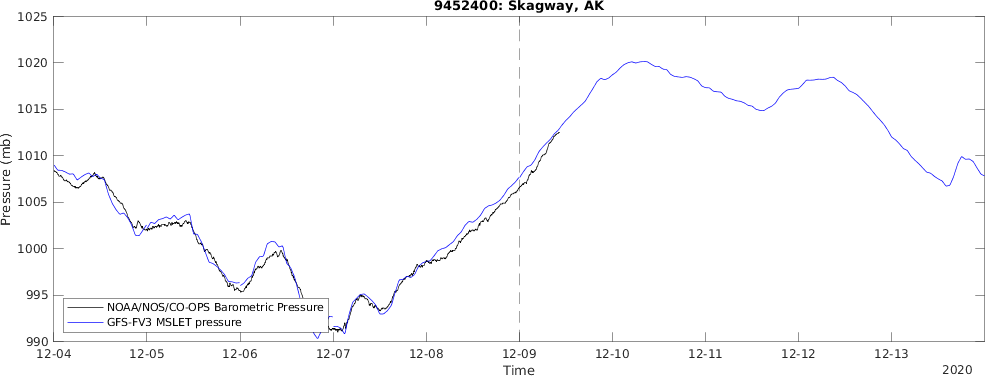 9452400: Skagway, AK
1025
1020
1015
1010
1005
1000
995
990
Pressure (mb)
NOAA/NOS/CO-OPS Barometric Pressure
GFS-FV3 MSLET pressure
12-04 12-05 12-06 12-07 12-08 12-09 12-10 12-11 12-12 12-13
Time
2020